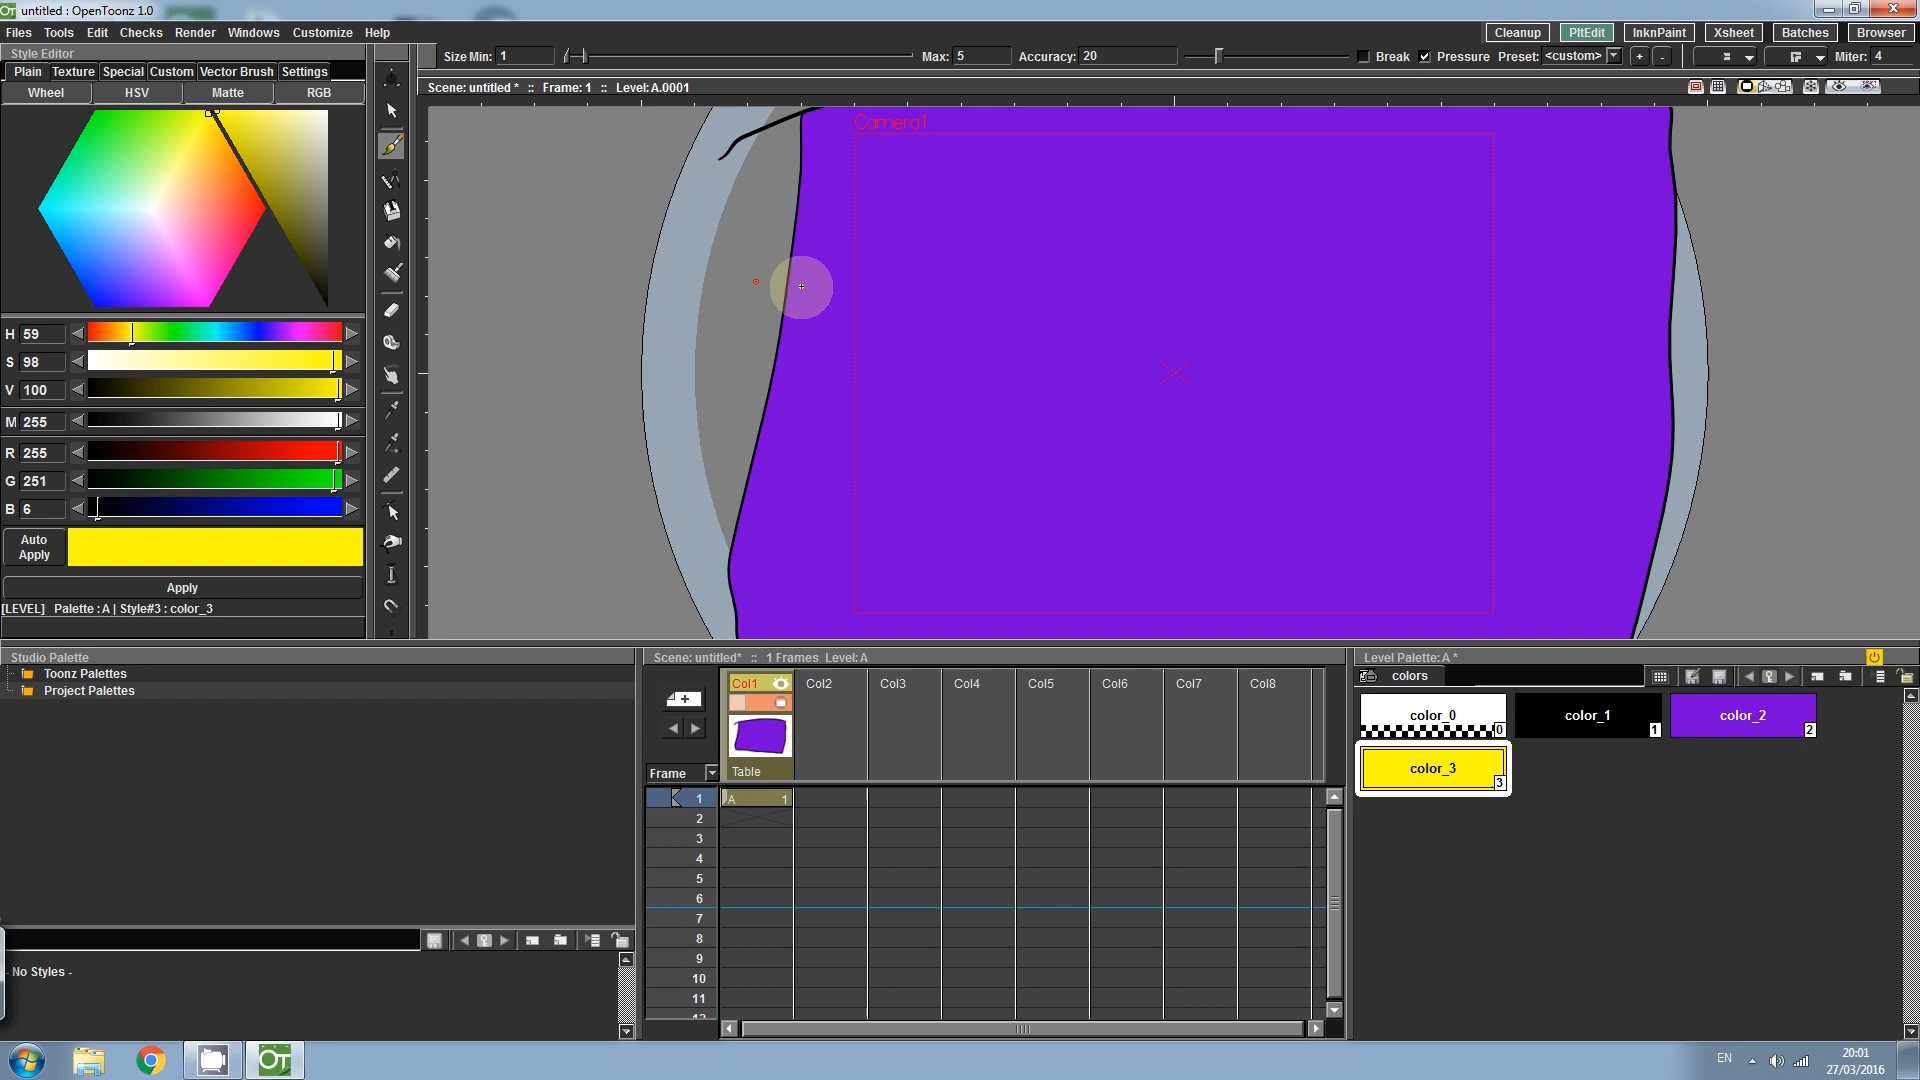 untitled : OpenToonz 1.0
Files Tools Edit Checks Render Windows Customize Help
Cleanup PltEdit InknPaint Xsheet Batches Browser
Style Editor
Size Min: 1 Max: 5 Accuracy: 20 Break Pressure Preset: <custom> + - Miter: 4
Plain Texture Special Custom Vector Brush Settings
Wheel HSV Matte RGB
Scene: untitled * :: Frame: 1 :: Level: A.0001
Camera1
H 59
S 98
V 100
M 255
R 255
G 251
B 6
Auto Apply
Apply
[LEVEL] Palette : A | Style#3 : color_3
Studio Palette
Toonz Palettes
Project Palettes
- No Styles -
Scene: untitled* :: 1 Frames Level: A
Col1 Col2 Col3 Col4 Col5 Col6 Col7 Col8
Table
Frame
1 A 1
2
3
4
5
6
7
8
9
10
11
Level Palette: A *
colors
color_0 0
color_1 1
color_2 2
color_3 3
OT
EN
20:01
27/03/2016